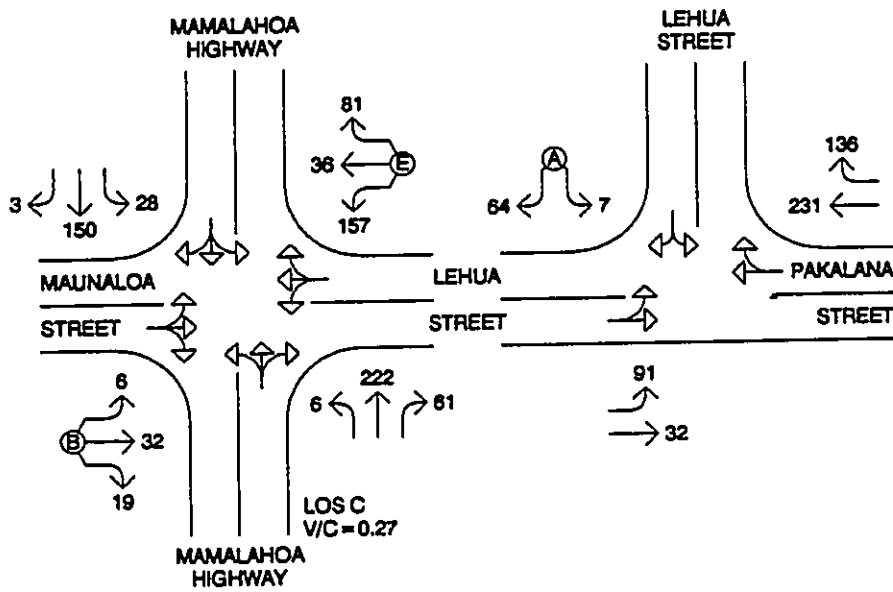 MAMALAHOA
HIGHWAY
LEHUA
STREET
81
36
E
157
A
64
7
136
231
3
150
28
MAUNALOA
STREET
LEHUA
STREET
PAKALANA
STREET
6
B
32
19
6
222
61
91
32
LOS C
V/C = 0.27
MAMALAHOA
HIGHWAY